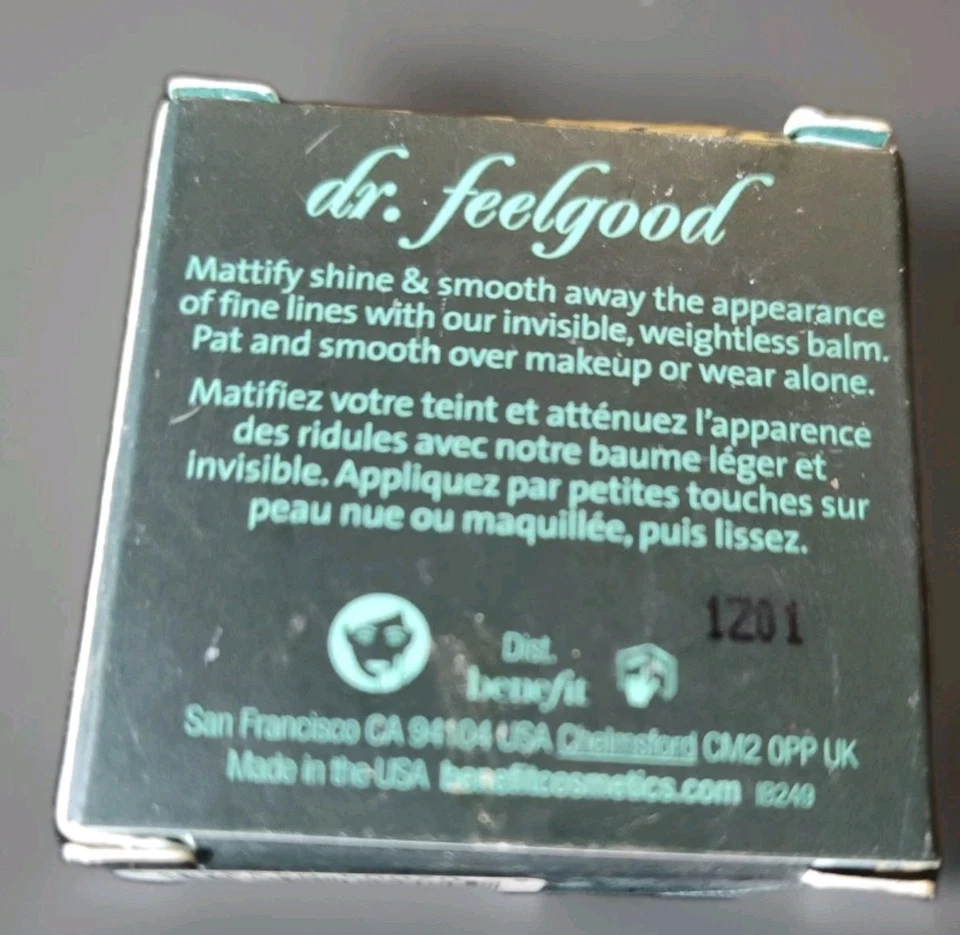 dr. feelgood
Mattify shine & smooth away the appearance
of fine lines with our invisible, weightless balm.
Pat and smooth over makeup or wear alone.
Matifiez votre teint et atténuez l'apparence
des ridules avec notre baume léger et
invisible. Appliquez par petites touches sur
peau nue ou maquillée, puis lissez.
1Z01
Dist.
benefit
San Francisco CA 94104 USA Chelmsford CM2 0PP UK
Made in the USA benefitcosmetics.com IB249